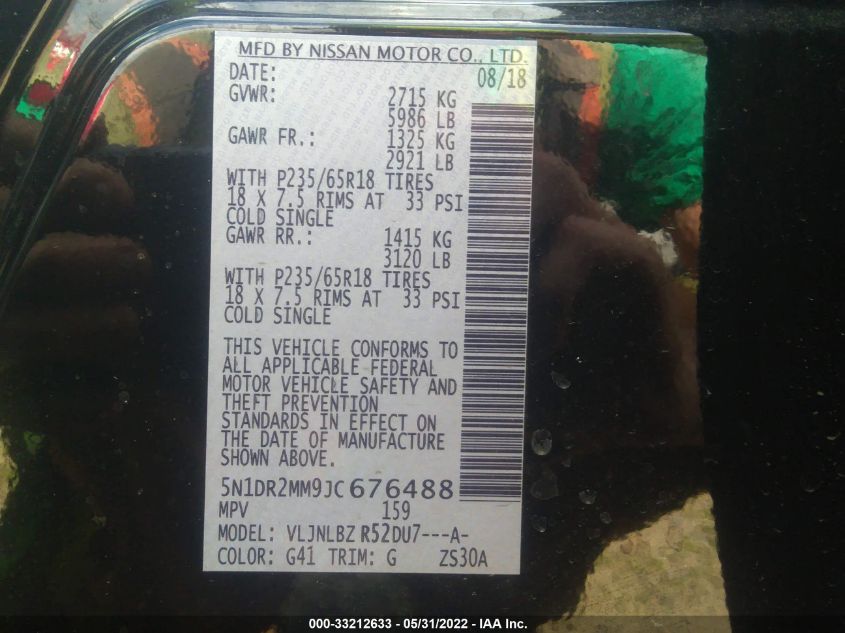 MFD BY NISSAN MOTOR CO., LTD.
DATE: 08/18
GVWR: 2715 KG
5986 LB
GAWR FR.: 1325 KG
2921 LB
WITH P235/65R18 TIRES
18 X 7.5 RIMS AT 33 PSI
COLD SINGLE
GAWR RR.: 1415 KG
3120 LB
WITH P235/65R18 TIRES
18 X 7.5 RIMS AT 33 PSI
COLD SINGLE
THIS VEHICLE CONFORMS TO
ALL APPLICABLE FEDERAL
MOTOR VEHICLE SAFETY AND
THEFT PREVENTION
STANDARDS IN EFFECT ON
THE DATE OF MANUFACTURE
SHOWN ABOVE.
5N1DR2MM9JC676488
MPV 159
MODEL: VLJNLBZ R52DU7---A-
COLOR: G41 TRIM: G ZS30A
000-33212633 - 05/31/2022 - IAA Inc.